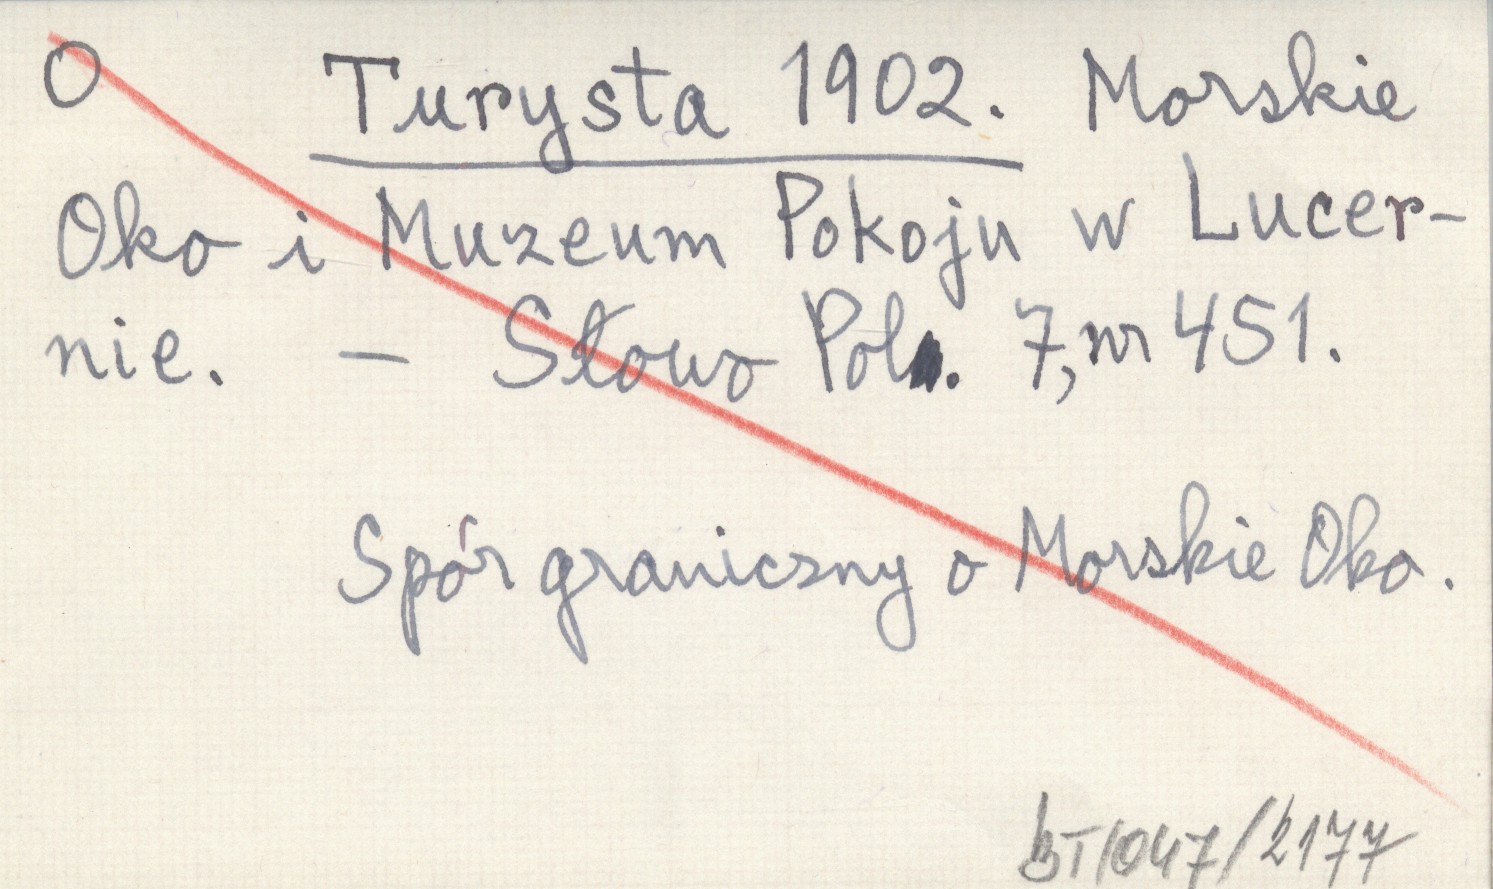 O Turysta 1902. Morskie
Oko i Muzeum Pokoju w Lucer-
nie. – Słowo Pol. 7, nr 451.
Spór graniczny o Morskie Oko.
BT/047/2177